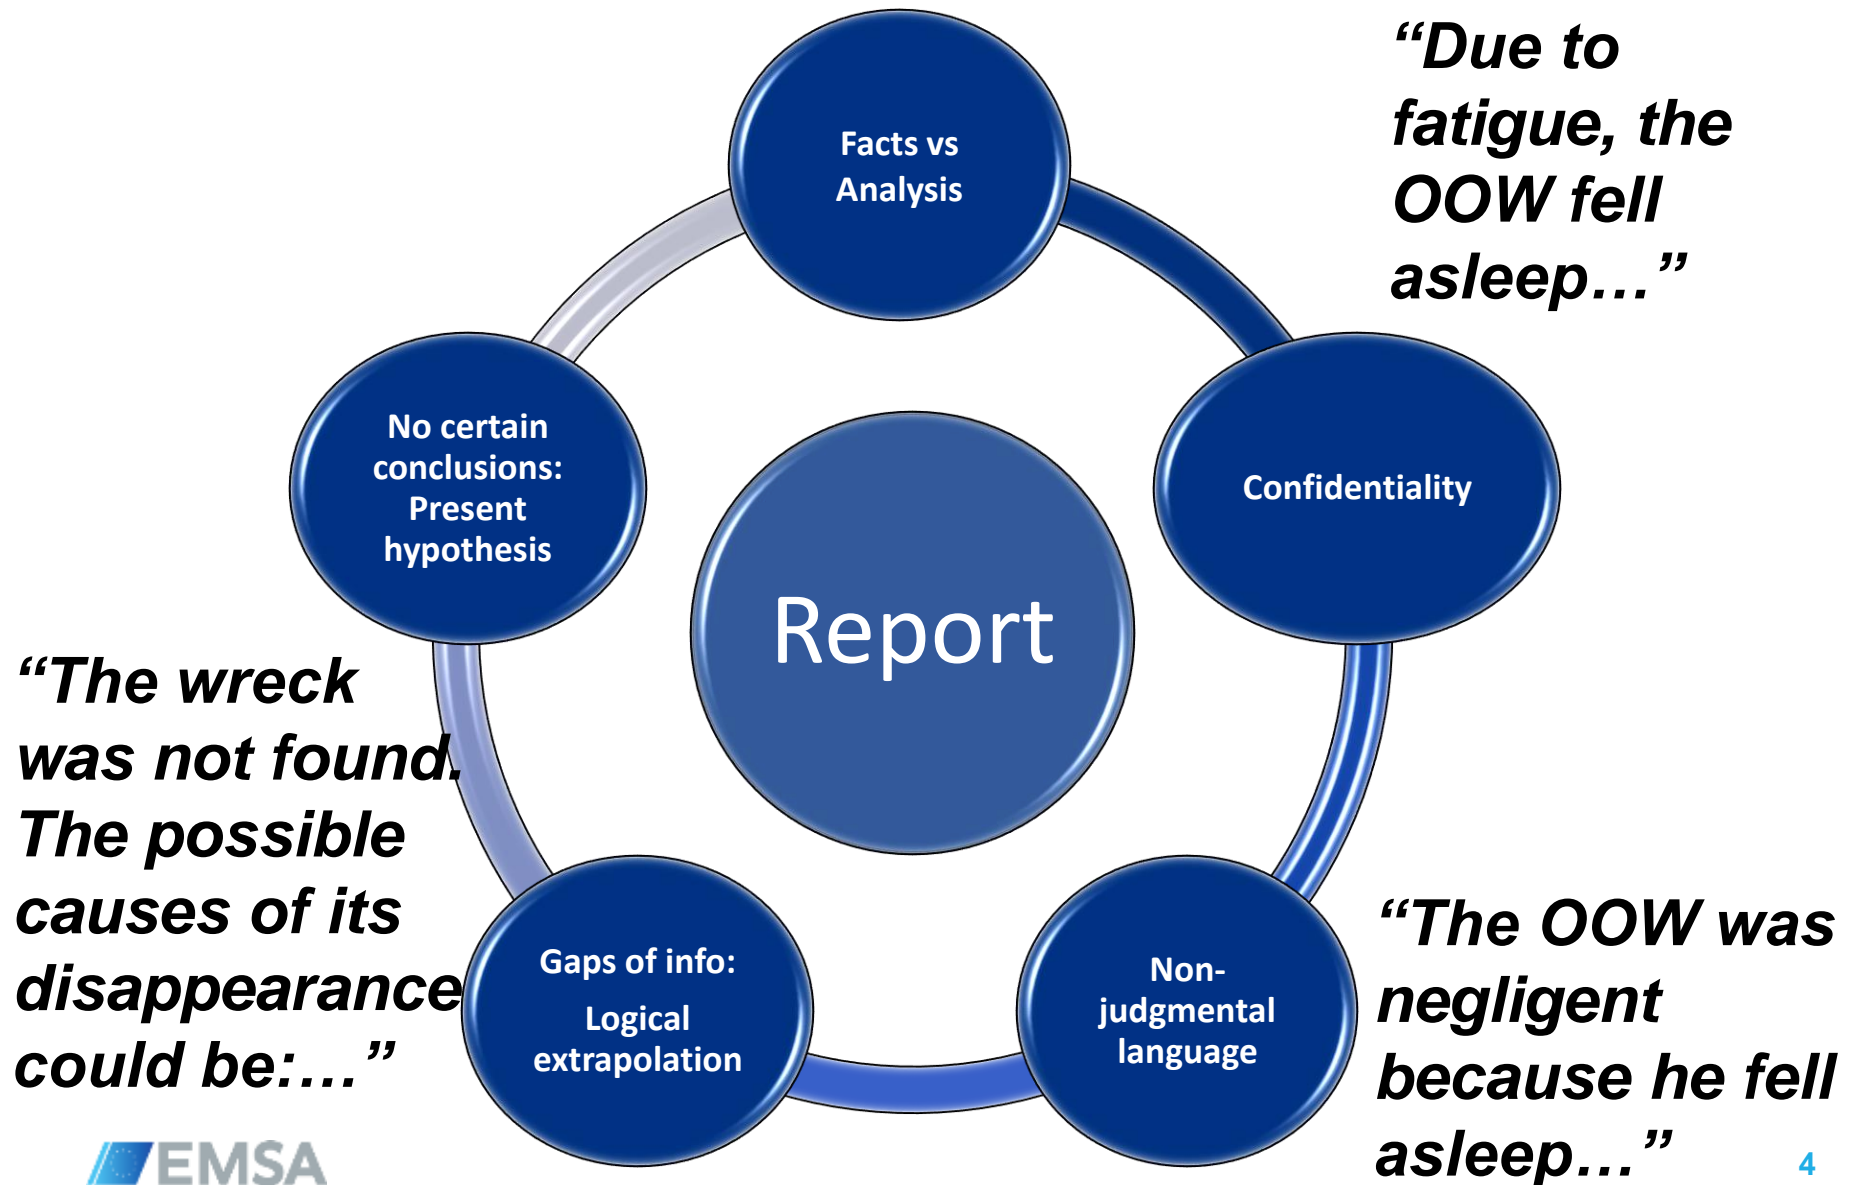 “Due to
fatigue, the
OOW fell
asleep…”
Facts vs
Analysis
Confidentiality
No certain
conclusions:
Present
hypothesis
Report
“The wreck
was not found.
The possible
causes of its
disappearance
could be:…”
Gaps of info:
Logical
extrapolation
Non-
judgmental
language
“The OOW was
negligent
because he fell
asleep…”
EMSA
4